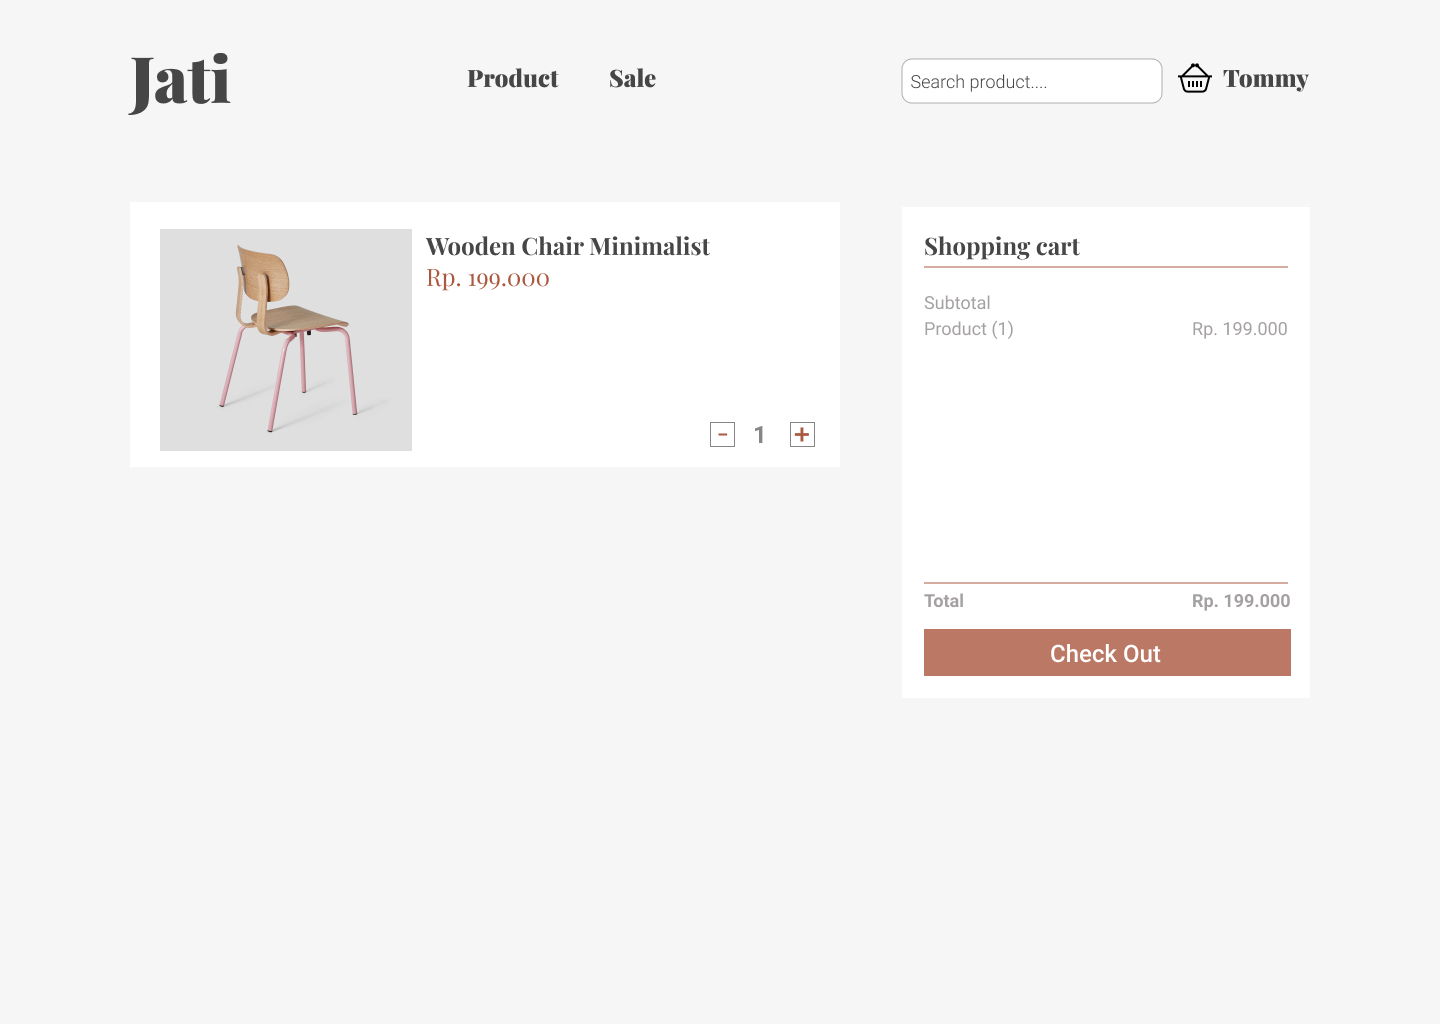 Jati
Product
Sale
Search product....
Tommy
Wooden Chair Minimalist
Rp. 199.000
- 1 +
Shopping cart
Subtotal
Product (1) Rp. 199.000
Total Rp. 199.000
Check Out